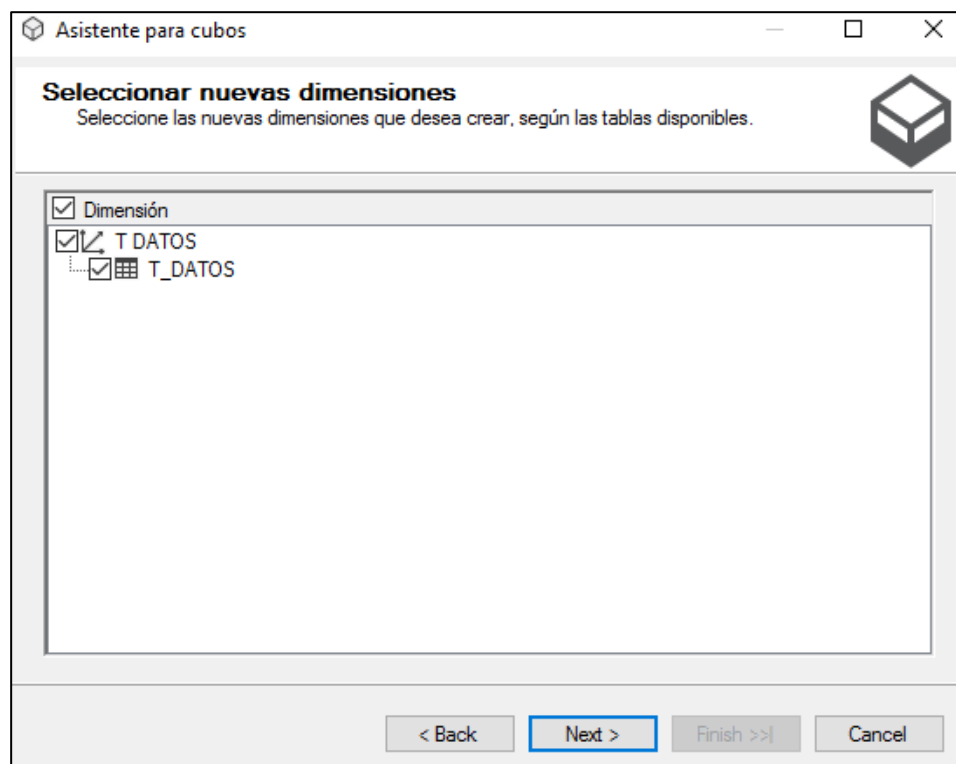 Asistente para cubos
Seleccionar nuevas dimensiones
Seleccione las nuevas dimensiones que desea crear, según las tablas disponibles.
Dimensión
T DATOS
T_DATOS
< Back Next > Finish >>| Cancel